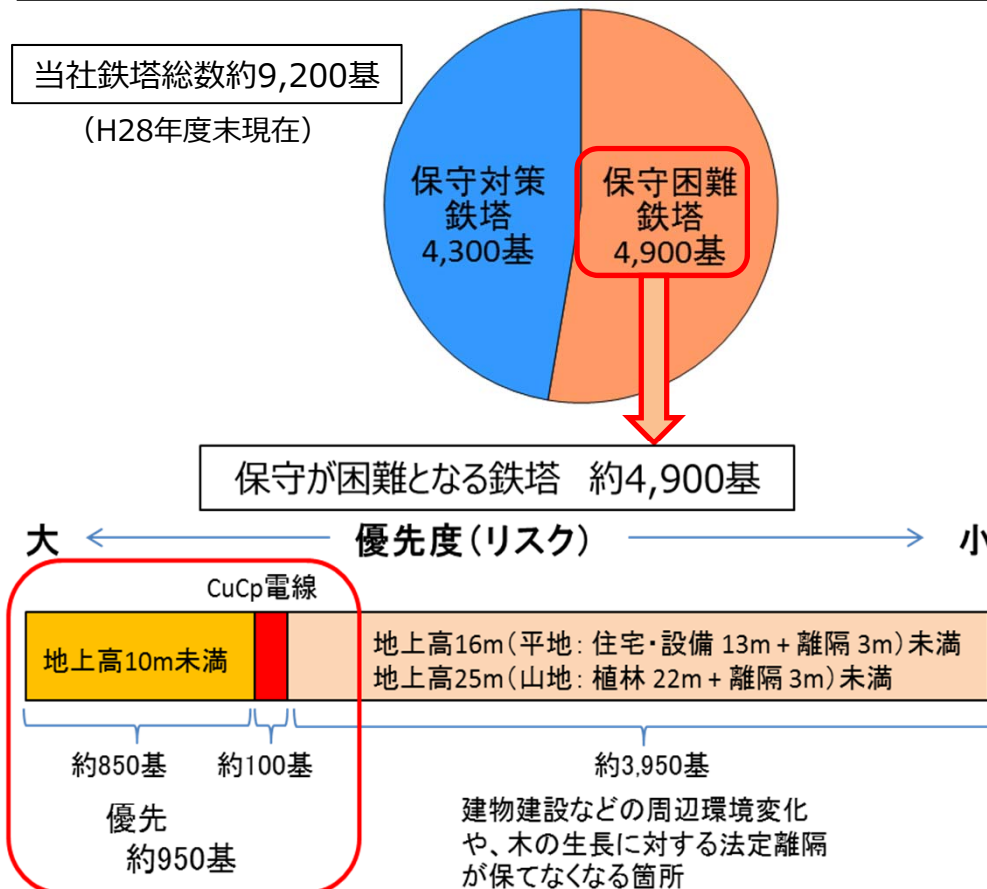 当社鉄塔総数約9,200基
（H28年度末現在）
保守対策
鉄塔
4,300基
保守困難
鉄塔
4,900基
保守が困難となる鉄塔　約4,900基
大
優先度(リスク)
小
CuCp電線
地上高10m未満
地上高16m(平地：住宅・設備 13m + 離隔 3m)未満
地上高25m(山地：植林 22m + 離隔 3m)未満
約850基
約100基
約3,950基
優先
約950基
建物建設などの周辺環境変化
や、木の生長に対する法定離隔
が保てなくなる箇所